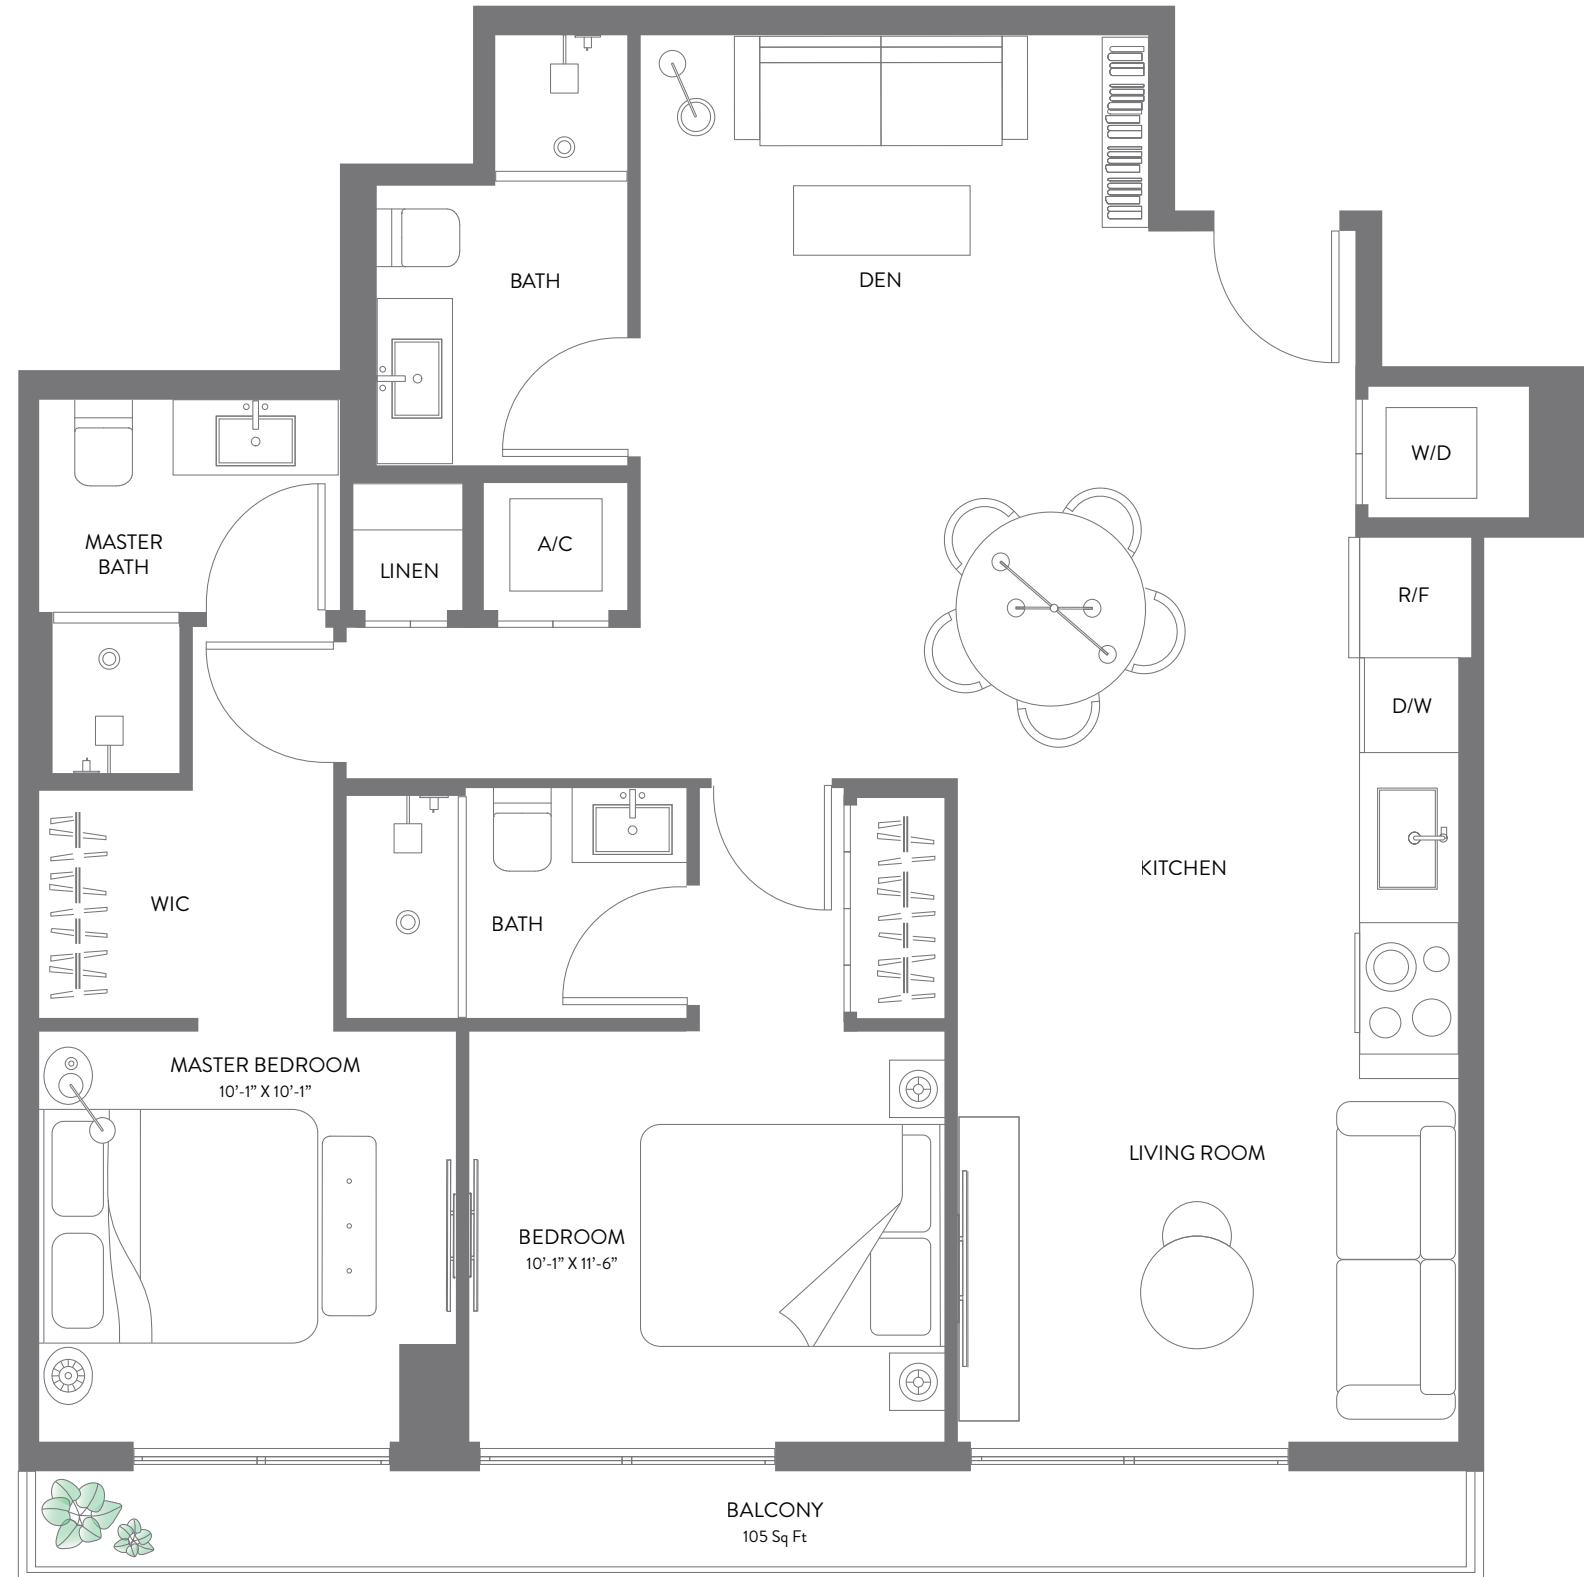 BATH
DEN
W/D
MASTER
BATH
LINEN
A/C
R/F
D/W
KITCHEN
WIC
BATH
MASTER BEDROOM
10'-1” X 10'-1”
LIVING ROOM
BEDROOM
10'-1” X 11'-6”
BALCONY
105 Sq Ft